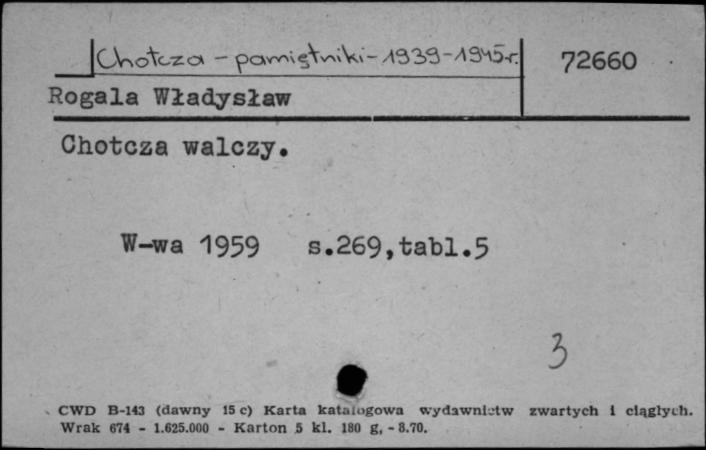 Chotcza - pamiętniki - 1939-1945r. 72660
Rogala Władysław
Chotcza walczy.
W-wa 1959 s.269,tabl.5
3
CWD B-143 (dawny 15 c) Karta katalogowa wydawnictw zwartych i ciągłych.
Wrak 674 - 1.625.000 - Karton 5 kl. 180 g, - 8.70.